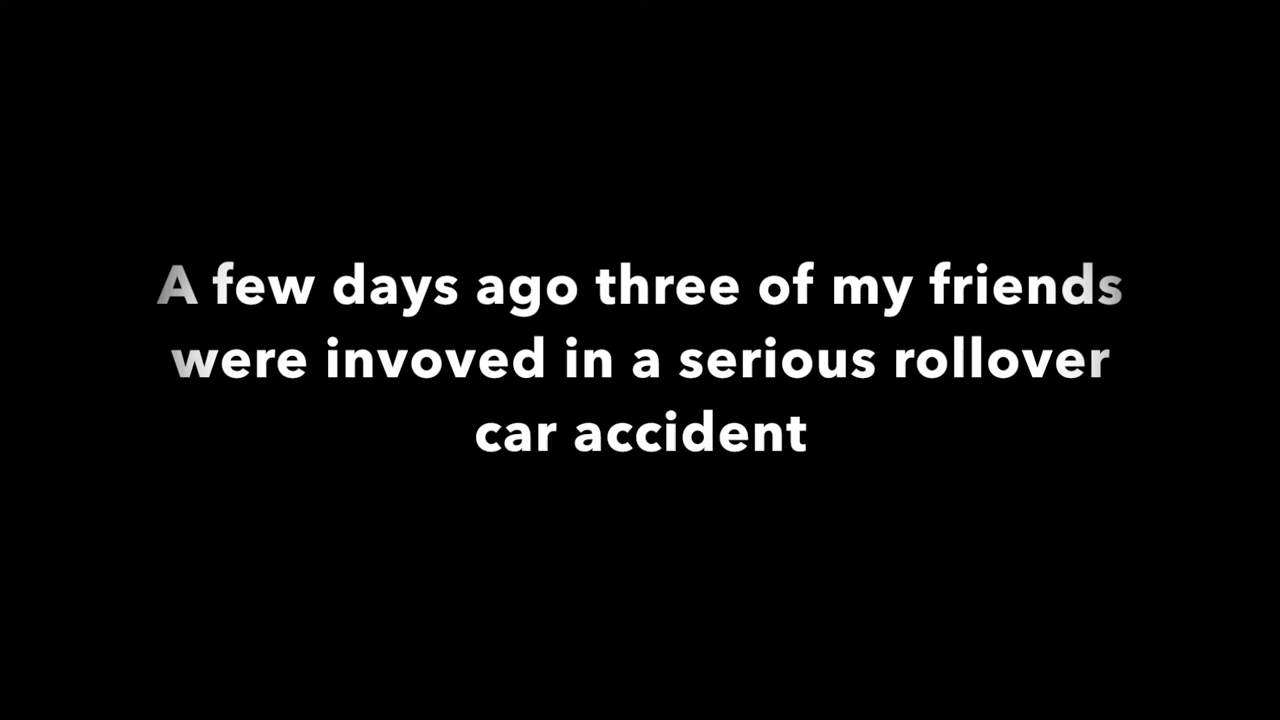 A few days ago three of my friends
were invoved in a serious rollover
car accident